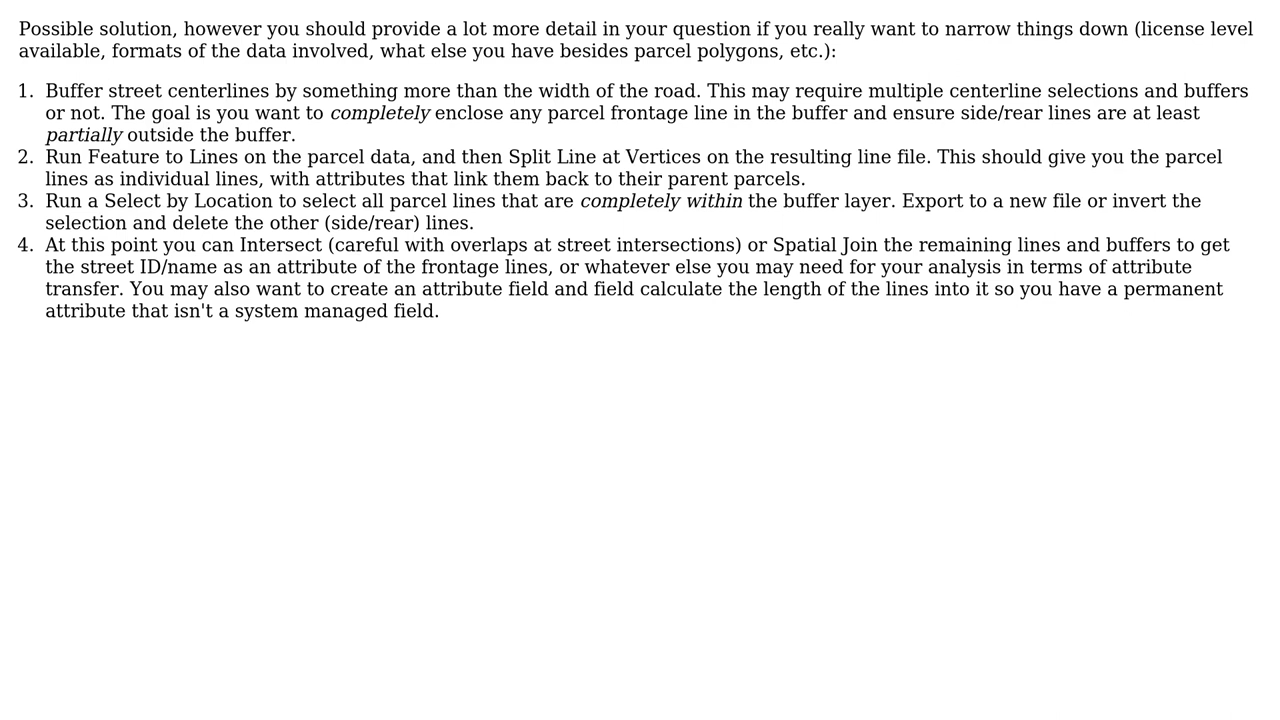 Possible solution, however you should provide a lot more detail in your question if you really want to narrow things down (license level
available, formats of the data involved, what else you have besides parcel polygons, etc.):
1. Buffer street centerlines by something more than the width of the road. This may require multiple centerline selections and buffers
or not. The goal is you want to completely enclose any parcel frontage line in the buffer and ensure side/rear lines are at least
partially outside the buffer.
2. Run Feature to Lines on the parcel data, and then Split Line at Vertices on the resulting line file. This should give you the parcel
lines as individual lines, with attributes that link them back to their parent parcels.
3. Run a Select by Location to select all parcel lines that are completely within the buffer layer. Export to a new file or invert the
selection and delete the other (side/rear) lines.
4. At this point you can Intersect (careful with overlaps at street intersections) or Spatial Join the remaining lines and buffers to get
the street ID/name as an attribute of the frontage lines, or whatever else you may need for your analysis in terms of attribute
transfer. You may also want to create an attribute field and field calculate the length of the lines into it so you have a permanent
attribute that isn't a system managed field.